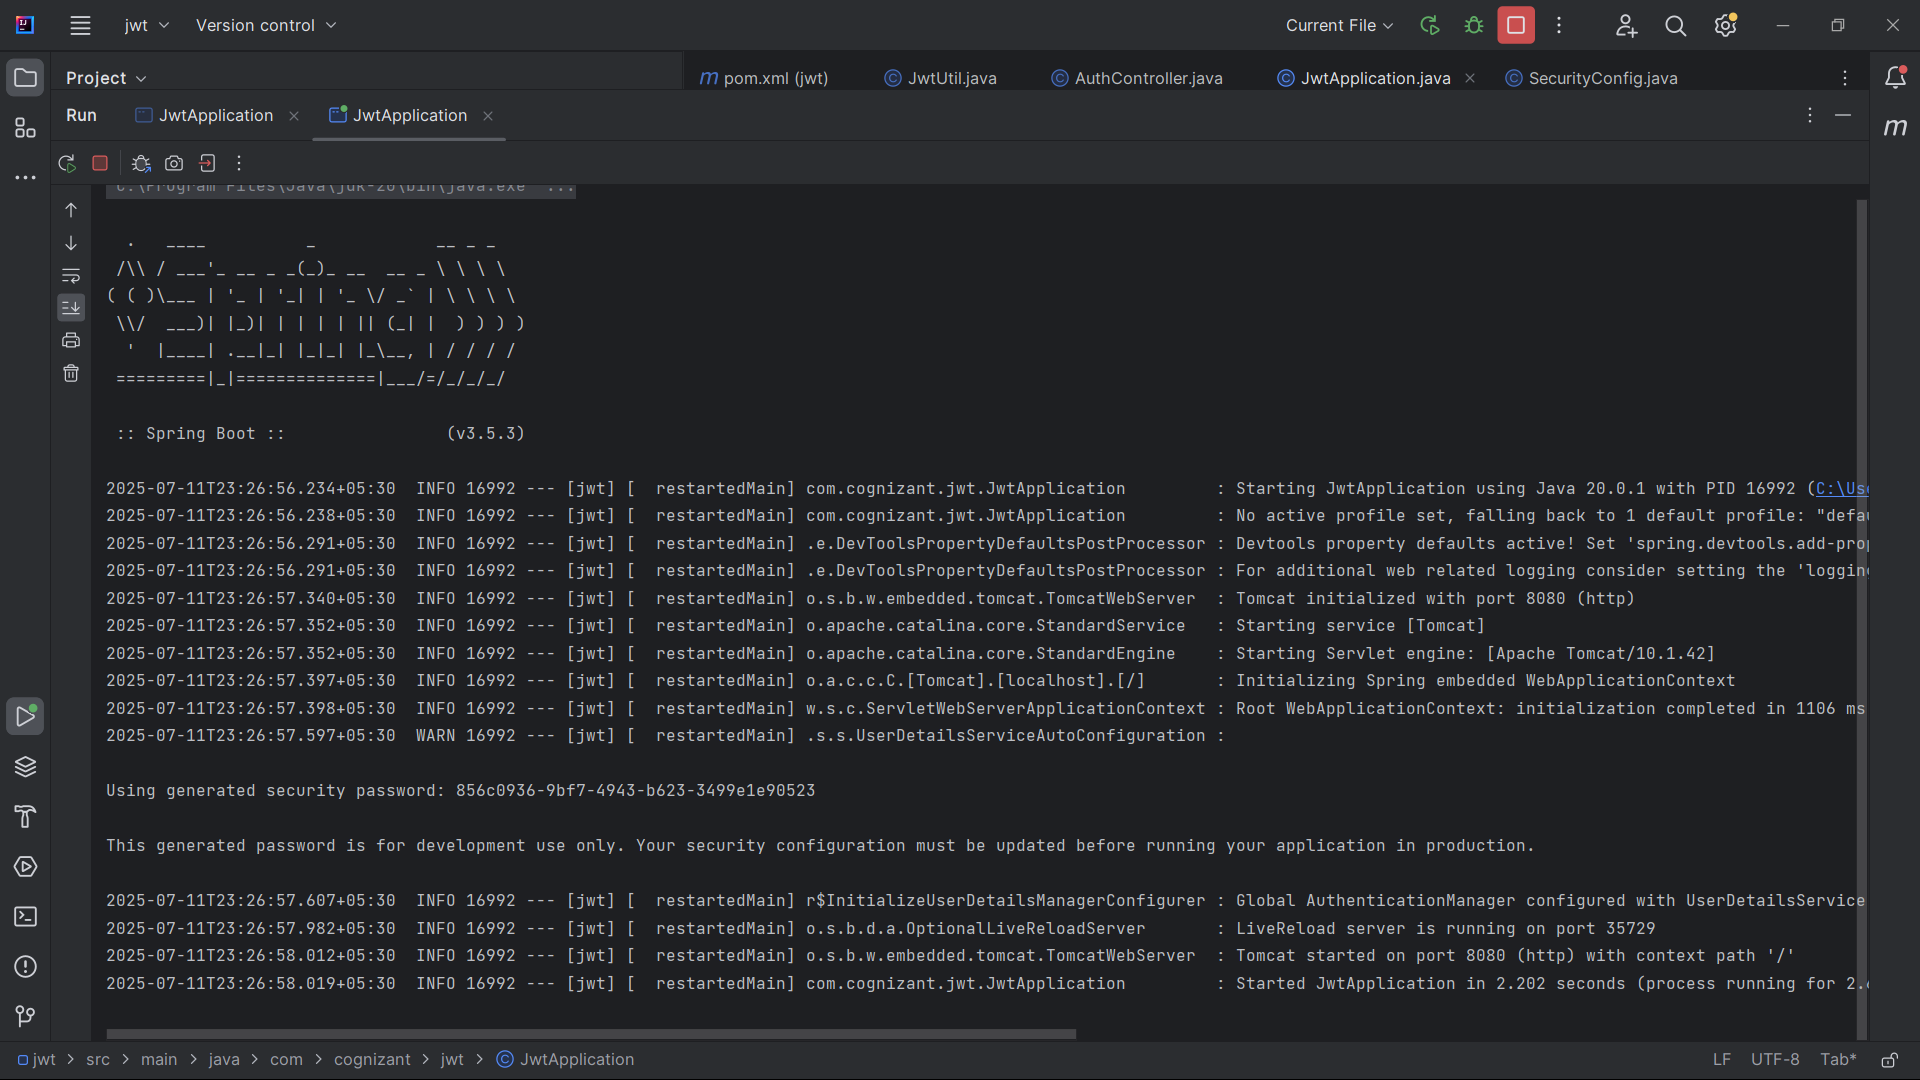 jwt Version control Current File
Project m pom.xml (jwt) JwtUtil.java AuthController.java JwtApplication.java SecurityConfig.java
Run JwtApplication JwtApplication
m
C:\Program Files\Java\jdk-20\bin\java.exe" ...
  .   ____          _            __ _ _
 /\\ / ___'_ __ _ _(_)_ __  __ _ \ \ \ \
( ( )\___ | '_ | '_| | '_ \/ _` | \ \ \ \
 \\/  ___)| |_)| | | | | || (_| |  ) ) ) )
  '  |____| .__|_| |_|_| |_\__, | / / / /
 =========|_|==============|___/=/_/_/_/
 :: Spring Boot ::                (v3.5.3)
2025-07-11T23:26:56.234+05:30  INFO 16992 --- [jwt] [  restartedMain] com.cognizant.jwt.JwtApplication         : Starting JwtApplication using Java 20.0.1 with PID 16992 (C:\Use
2025-07-11T23:26:56.238+05:30  INFO 16992 --- [jwt] [  restartedMain] com.cognizant.jwt.JwtApplication         : No active profile set, falling back to 1 default profile: "defau
2025-07-11T23:26:56.291+05:30  INFO 16992 --- [jwt] [  restartedMain] .e.DevToolsPropertyDefaultsPostProcessor : Devtools property defaults active! Set 'spring.devtools.add-prop
2025-07-11T23:26:56.291+05:30  INFO 16992 --- [jwt] [  restartedMain] .e.DevToolsPropertyDefaultsPostProcessor : For additional web related logging consider setting the 'logging
2025-07-11T23:26:57.340+05:30  INFO 16992 --- [jwt] [  restartedMain] o.s.b.w.embedded.tomcat.TomcatWebServer  : Tomcat initialized with port 8080 (http)
2025-07-11T23:26:57.352+05:30  INFO 16992 --- [jwt] [  restartedMain] o.apache.catalina.core.StandardService   : Starting service [Tomcat]
2025-07-11T23:26:57.352+05:30  INFO 16992 --- [jwt] [  restartedMain] o.apache.catalina.core.StandardEngine    : Starting Servlet engine: [Apache Tomcat/10.1.42]
2025-07-11T23:26:57.397+05:30  INFO 16992 --- [jwt] [  restartedMain] o.a.c.c.C.[Tomcat].[localhost].[/]       : Initializing Spring embedded WebApplicationContext
2025-07-11T23:26:57.398+05:30  INFO 16992 --- [jwt] [  restartedMain] w.s.c.ServletWebServerApplicationContext : Root WebApplicationContext: initialization completed in 1106 ms
2025-07-11T23:26:57.597+05:30  WARN 16992 --- [jwt] [  restartedMain] .s.s.UserDetailsServiceAutoConfiguration :
Using generated security password: 856c0936-9bf7-4943-b623-3499e1e90523
This generated password is for development use only. Your security configuration must be updated before running your application in production.
2025-07-11T23:26:57.607+05:30  INFO 16992 --- [jwt] [  restartedMain] r$InitializeUserDetailsManagerConfigurer : Global AuthenticationManager configured with UserDetailsService
2025-07-11T23:26:57.982+05:30  INFO 16992 --- [jwt] [  restartedMain] o.s.b.d.a.OptionalLiveReloadServer       : LiveReload server is running on port 35729
2025-07-11T23:26:58.012+05:30  INFO 16992 --- [jwt] [  restartedMain] o.s.b.w.embedded.tomcat.TomcatWebServer  : Tomcat started on port 8080 (http) with context path '/'
2025-07-11T23:26:58.019+05:30  INFO 16992 --- [jwt] [  restartedMain] com.cognizant.jwt.JwtApplication         : Started JwtApplication in 2.202 seconds (process running for 2.
jwt > src > main > java > com > cognizant > jwt > JwtApplication LF UTF-8 Tab*